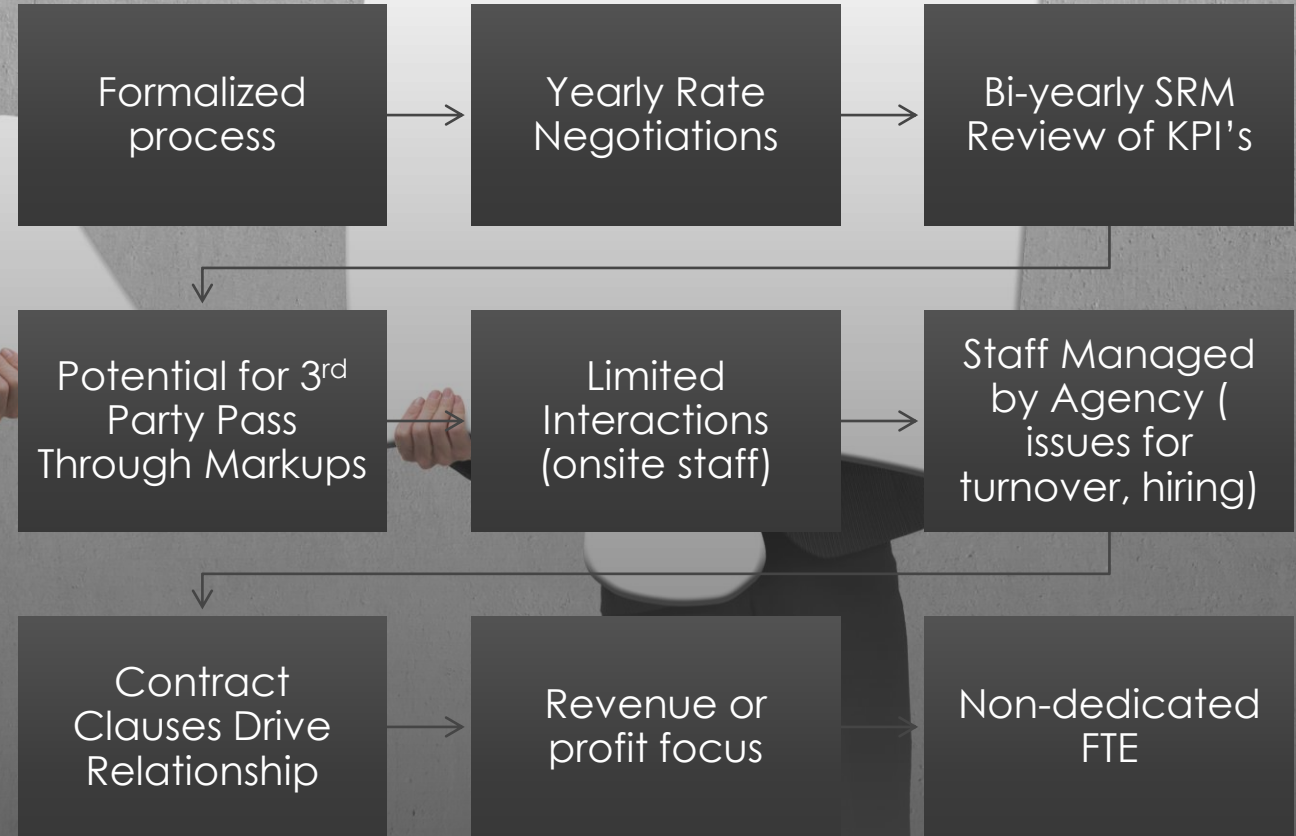 Formalized
process
Yearly Rate
Negotiations
Bi-yearly SRM
Review of KPI’s
Potential for 3rd
Party Pass
Through Markups
Limited
Interactions
(onsite staff)
Staff Managed
by Agency (
issues for
turnover, hiring)
Contract
Clauses Drive
Relationship
Revenue or
profit focus
Non-dedicated
FTE